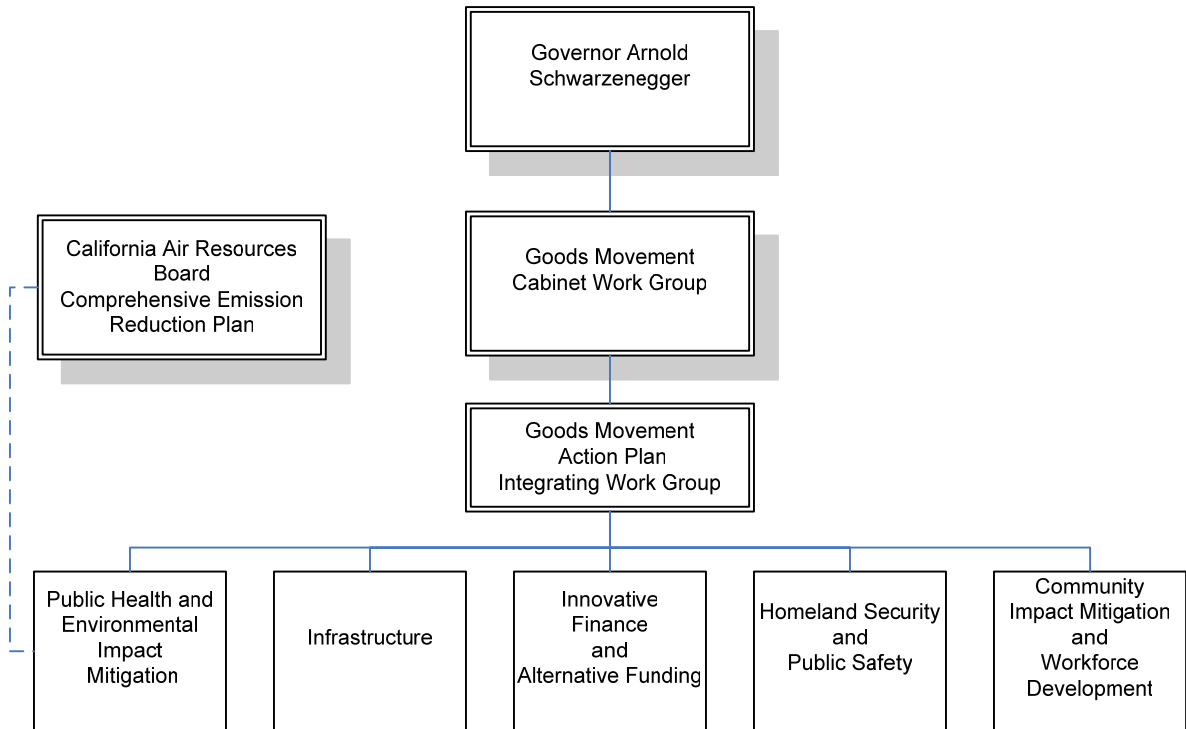 Governor Arnold
Schwarzenegger
California Air Resources
Board
Comprehensive Emission
Reduction Plan
Goods Movement
Cabinet Work Group
Goods Movement
Action Plan
Integrating Work Group
Public Health and
Environmental
Impact
Mitigation
Infrastructure
Innovative
Finance
and
Alternative Funding
Homeland Security
and
Public Safety
Community
Impact Mitigation
and
Workforce
Development